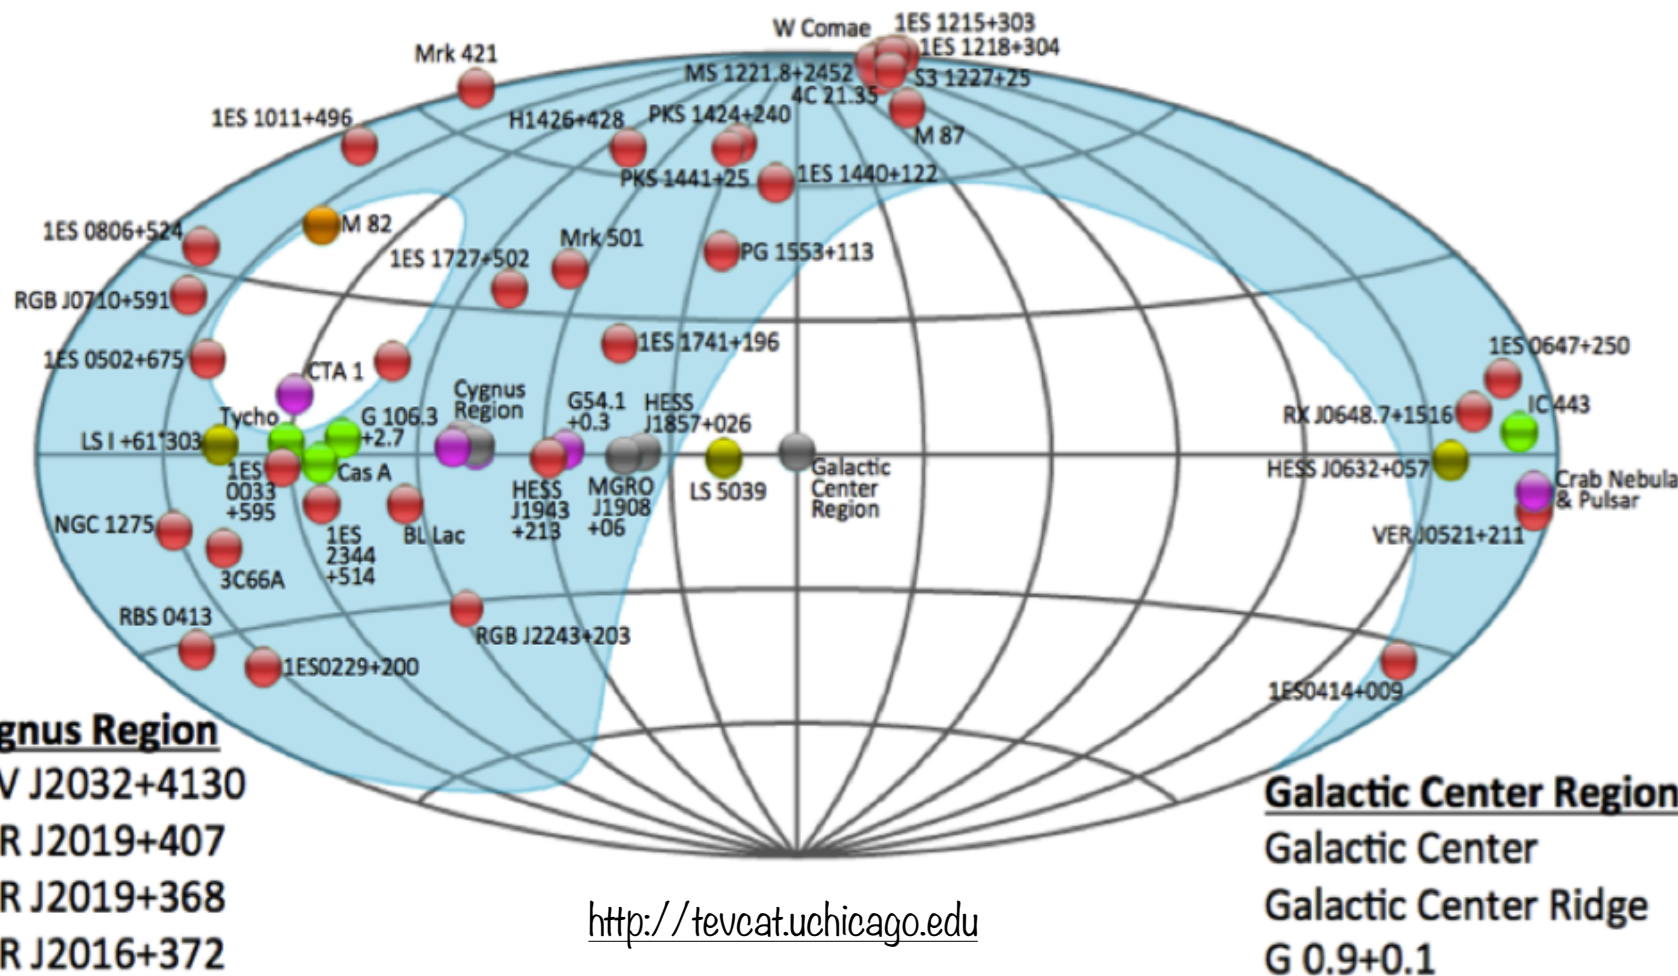 W Comae
1ES 1215+303
1ES 1218+304
Mrk 421
MS 1221.8+2452
S3 1227+25
4C 21.35
1ES 1011+496
H1426+428
PKS 1424+240
M 87
PKS 1441+25
1ES 1440+122
M 82
1ES 0806+524
Mrk 501
1ES 1727+502
PG 1553+113
RGB J0710+591
1ES 0502+675
1ES 1741+196
1ES 0647+250
CTA 1
Cygnus
Region
G54.1
+0.3
HESS
J1857+026
RX J0648.7+1516
IC 443
Tycho
G 106.3
+2.7
LS I +61°303
Cas A
1ES
0033
+595
HESS
J1943
+213
MGRO
J1908
+06
LS 5039
Galactic
Center
Region
HESS J0632+057
Crab Nebula
& Pulsar
VER J0521+211
NGC 1275
3C66A
1ES
2344
+514
BL Lac
RBS 0413
RGB J2243+203
1ES0229+200
1ES0414+009
gnus Region
V J2032+4130
R J2019+407
R J2019+368
R J2016+372
http://tevcat.uchicago.edu
Galactic Center Region
Galactic Center
Galactic Center Ridge
G 0.9+0.1